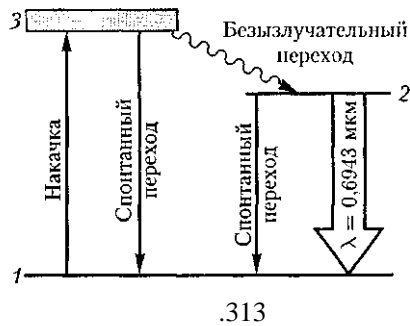 3
Безызлучательный
переход
2
Накачка
Спонтанный
переход
Спонтанный
переход
λ = 0,6943 мкм
1
.313